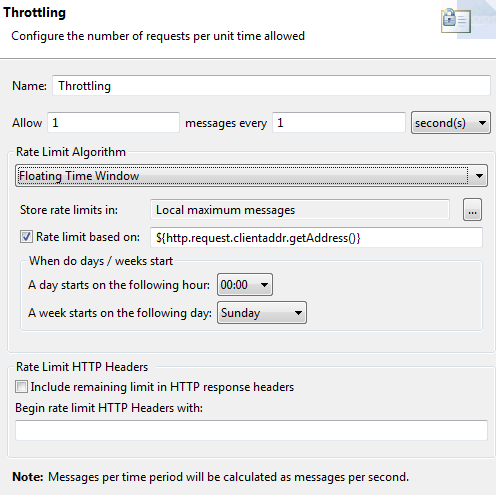 Throttling
Configure the number of requests per unit time allowed
Name: Throttling
Allow 1 messages every 1 second(s)
Rate Limit Algorithm
Floating Time Window
Store rate limits in: Local maximum messages ...
Rate limit based on: ${http.request.clientaddr.getAddress()}
When do days / weeks start
A day starts on the following hour: 00:00
A week starts on the following day: Sunday
Rate Limit HTTP Headers
Include remaining limit in HTTP response headers
Begin rate limit HTTP Headers with:
Note: Messages per time period will be calculated as messages per second.